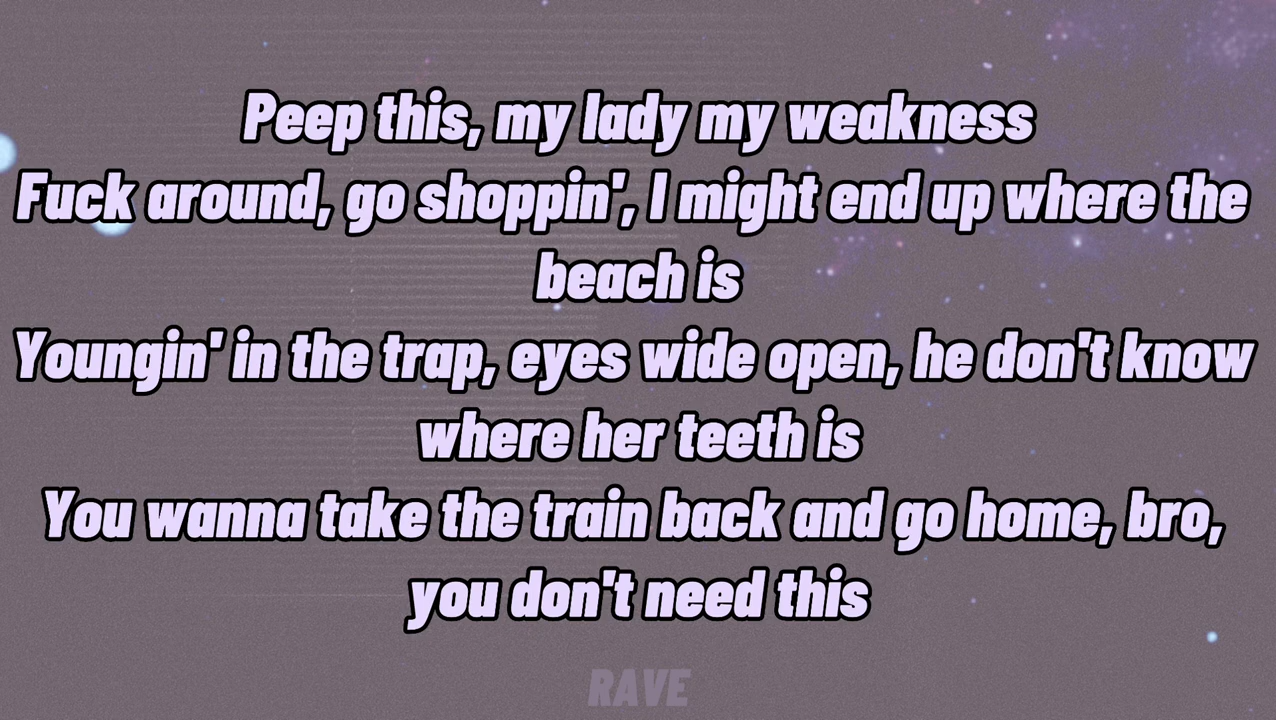 Peep this, my lady my weakness
Fuck around, go shoppin', I might end up where the
beach is
Youngin' in the trap, eyes wide open, he don't know
where her teeth is
You wanna take the train back and go home, bro,
you don't need this
RAVE